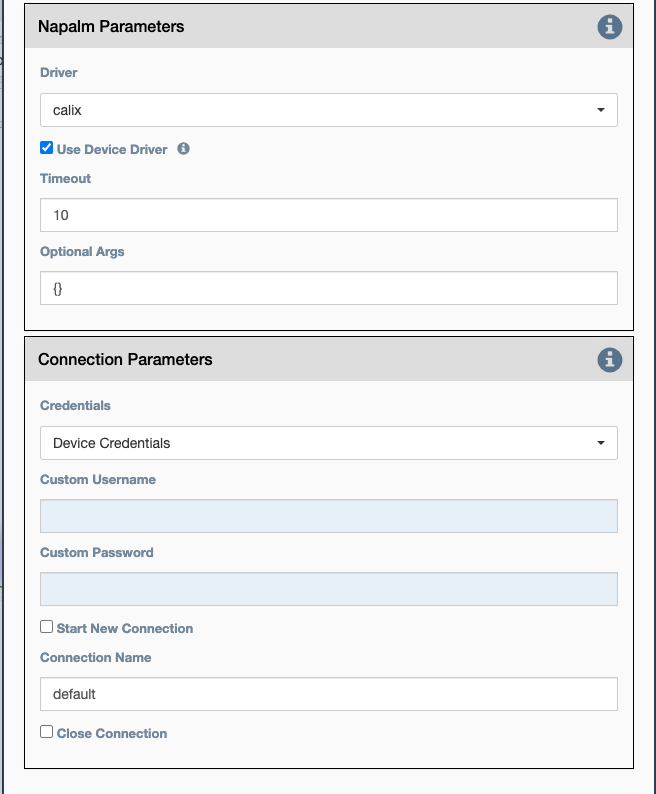 Napalm Parameters
Driver
calix
Use Device Driver
Timeout
10
Optional Args
{}
Connection Parameters
Credentials
Device Credentials
Custom Username
Custom Password
Start New Connection
Connection Name
default
Close Connection